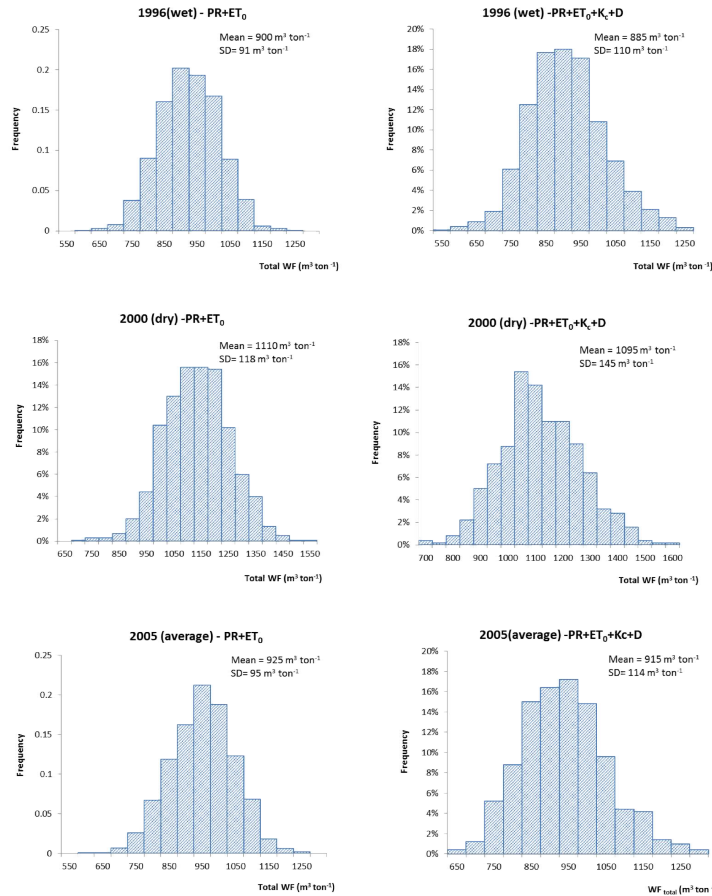 1996(wet) - PR+ET0
Mean = 900 m³ ton⁻¹
SD= 91 m³ ton⁻¹
0.25
0.2
0.15
0.1
0.05
0
Frequency
550 650 750 850 950 1050 1150 1250
Total WF (m³ ton⁻¹)
1996 (wet) -PR+ET0+Kc+D
Mean = 885 m³ ton⁻¹
SD= 110 m³ ton⁻¹
20%
18%
16%
14%
12%
10%
8%
6%
4%
2%
0%
Frequency
550 650 750 850 950 1050 1150 1250
Total WF (m³ ton⁻¹)
2000 (dry) -PR+ET0
Mean = 1110 m³ ton⁻¹
SD= 118 m³ ton⁻¹
18%
16%
14%
12%
10%
8%
6%
4%
2%
0%
Frequency
650 750 850 950 1050 1150 1250 1350 1450 1550
Total WF (m³ ton⁻¹)
2000 (dry) -PR+ET0+Kc+D
Mean = 1095 m³ ton⁻¹
SD= 145 m³ ton⁻¹
18%
16%
14%
12%
10%
8%
6%
4%
2%
0%
Frequency
700 800 900 1000 1100 1200 1300 1400 1500 1600
Total WF (m³ ton⁻¹)
2005 (average) - PR+ET0
Mean = 925 m³ ton⁻¹
SD= 95 m³ ton⁻¹
0.25
0.2
0.15
0.1
0.05
0
Frequency
550 650 750 850 950 1050 1150 1250
Total WF (m³ ton⁻¹)
2005(average) -PR+ET0+Kc+D
Mean = 915 m³ ton⁻¹
SD= 114 m³ ton⁻¹
20%
18%
16%
14%
12%
10%
8%
6%
4%
2%
0%
Frequency
650 750 850 950 1050 1150 1250
WF total (m³ ton